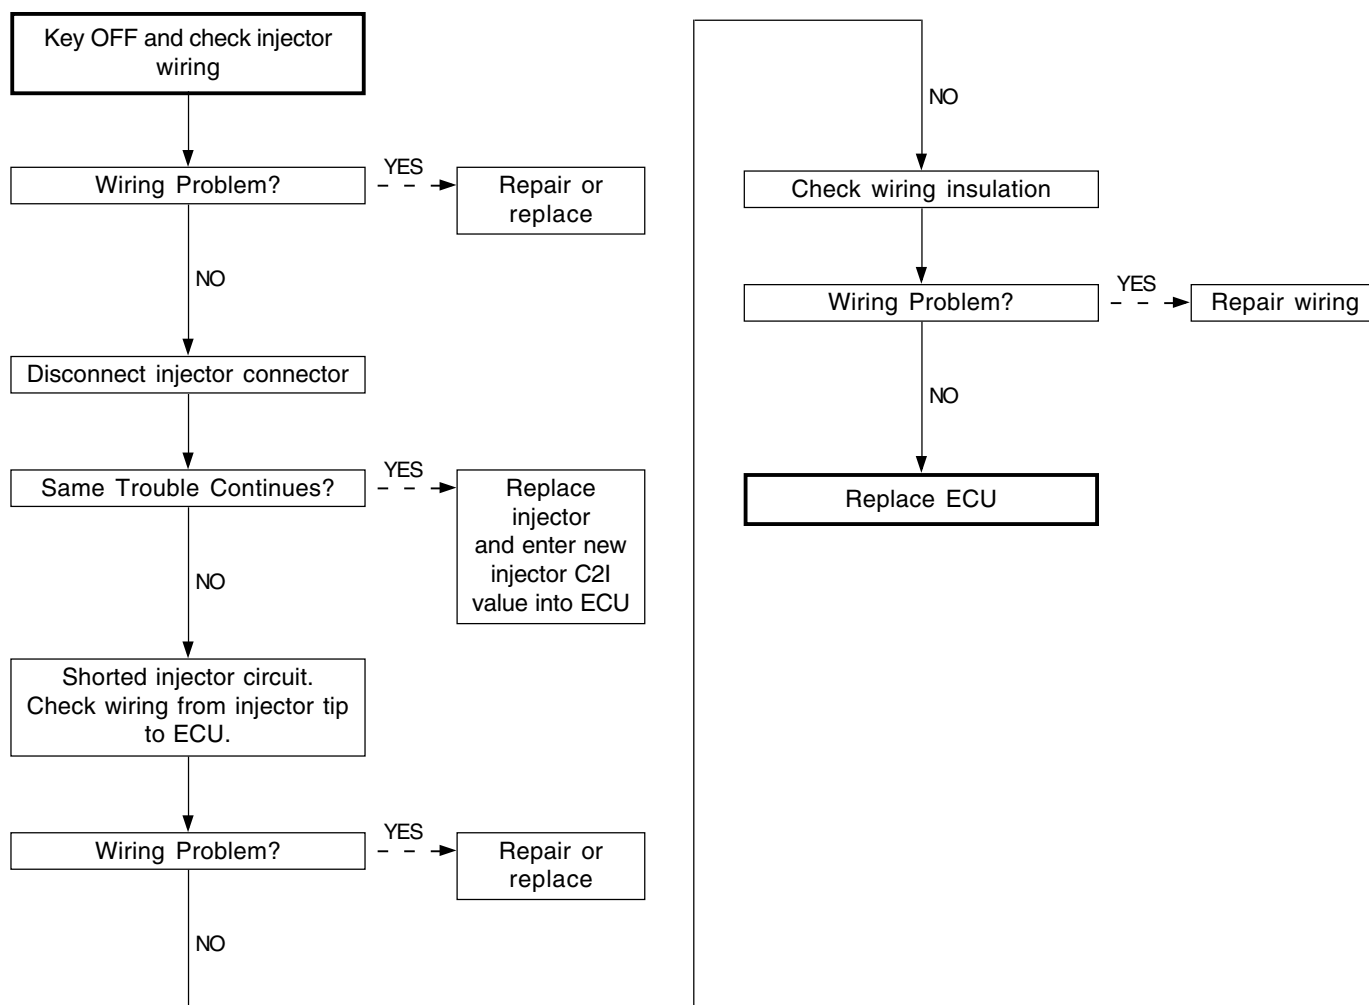 Key OFF and check injector
wiring
Wiring Problem?
YES
Repair or
replace
NO
Disconnect injector connector
Same Trouble Continues?
YES
Replace
injector
and enter new
injector C2I
value into ECU
NO
Shorted injector circuit.
Check wiring from injector tip
to ECU.
Wiring Problem?
YES
Repair or
replace
NO
NO
Check wiring insulation
Wiring Problem?
YES
Repair wiring
NO
Replace ECU